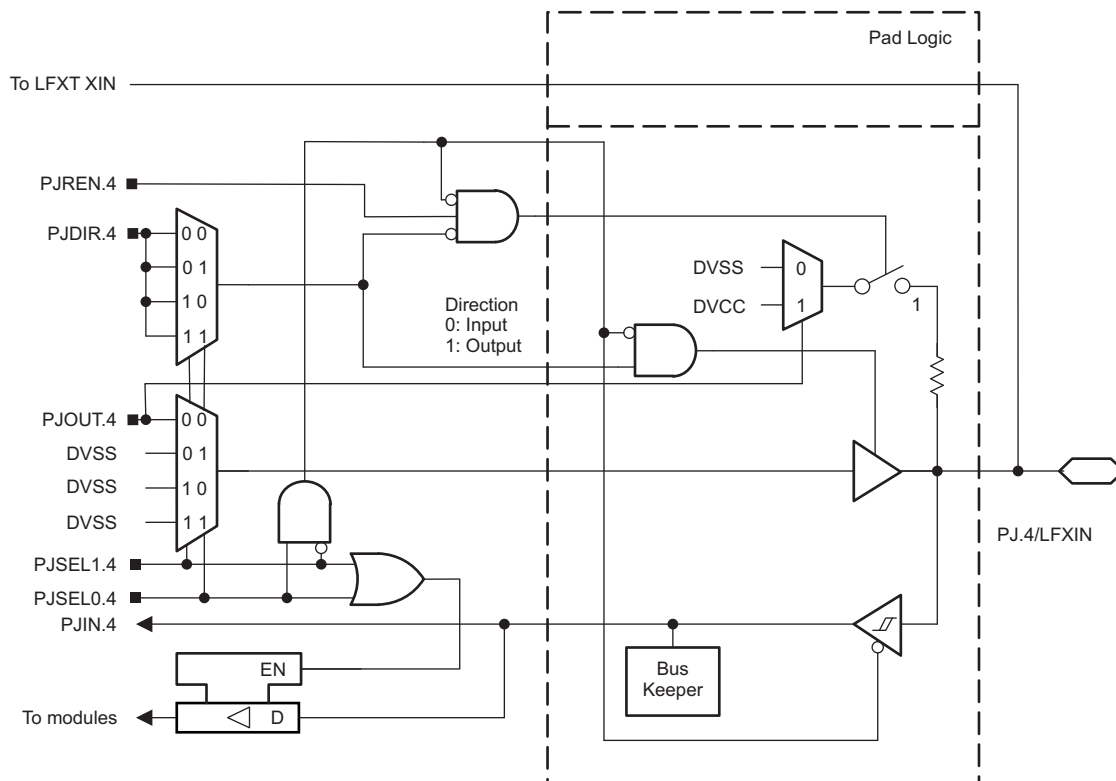 Pad Logic
To LFXT XIN
PJREN.4
PJDIR.4
0 0
0 1
1 0
1 1
Direction
0: Input
1: Output
DVSS
0
DVCC
1
1
PJOUT.4
0 0
DVSS
0 1
DVSS
1 0
DVSS
1 1
PJ.4/LFXIN
PJSEL1.4
PJSEL0.4
PJIN.4
EN
Bus
Keeper
To modules
D